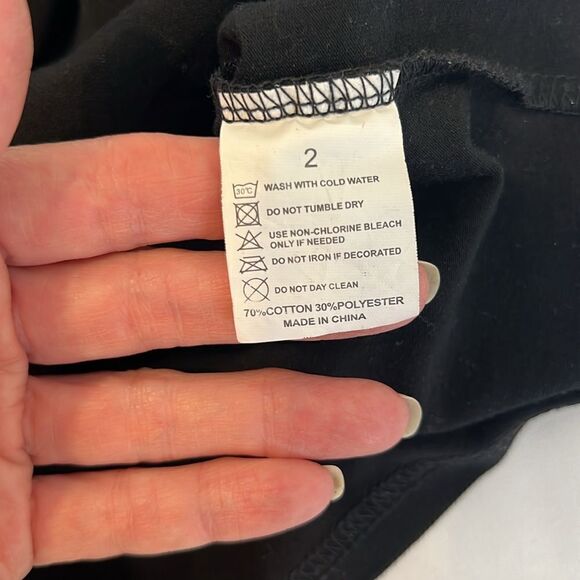 2
30°C WASH WITH COLD WATER
DO NOT TUMBLE DRY
USE NON-CHLORINE BLEACH
ONLY IF NEEDED
DO NOT IRON IF DECORATED
DO NOT DAY CLEAN
70%COTTON 30%POLYESTER
MADE IN CHINA